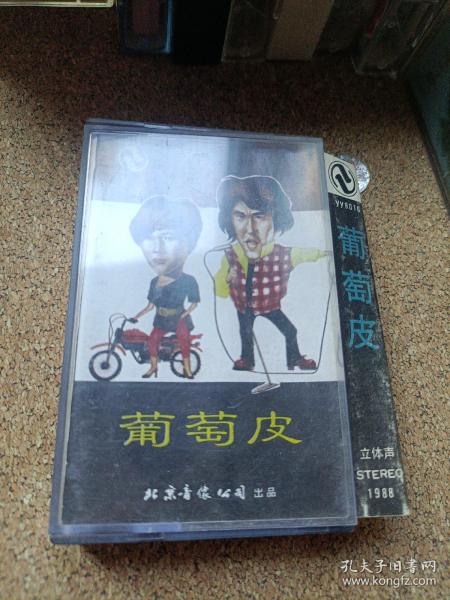 葡萄皮
北京音像公司 出品
YY8016
葡萄皮
立体声
STEREO
1988
孔夫子旧书网
www.kongfz.com